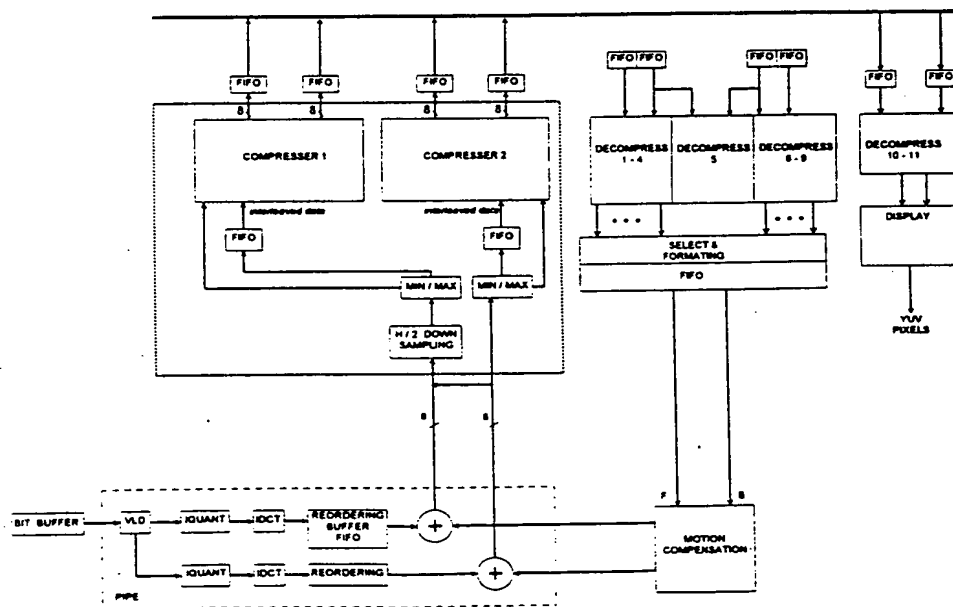 FIFO FIFO FIFO FIFO
FIFO FIFO FIFO FIFO
FIFO FIFO
8 8 8 8
COMPRESSER 1
COMPRESSER 2
DECOMPRESS
1 - 4
DECOMPRESS
5
DECOMPRESS
6 - 9
DECOMPRESS
10 - 11
interleaved data
interleaved data
FIFO
FIFO
MIN / MAX
MIN / MAX
H / 2 DOWN
SAMPLING
SELECT &
FORMATING
FIFO
DISPLAY
YUV
PIXELS
8
8
F
B
BIT BUFFER
VLD
IQUANT
IDCT
REORDERING
BUFFER
FIFO
+
MOTION
COMPENSATION
IQUANT
IDCT
REORDERING
+
PIPE